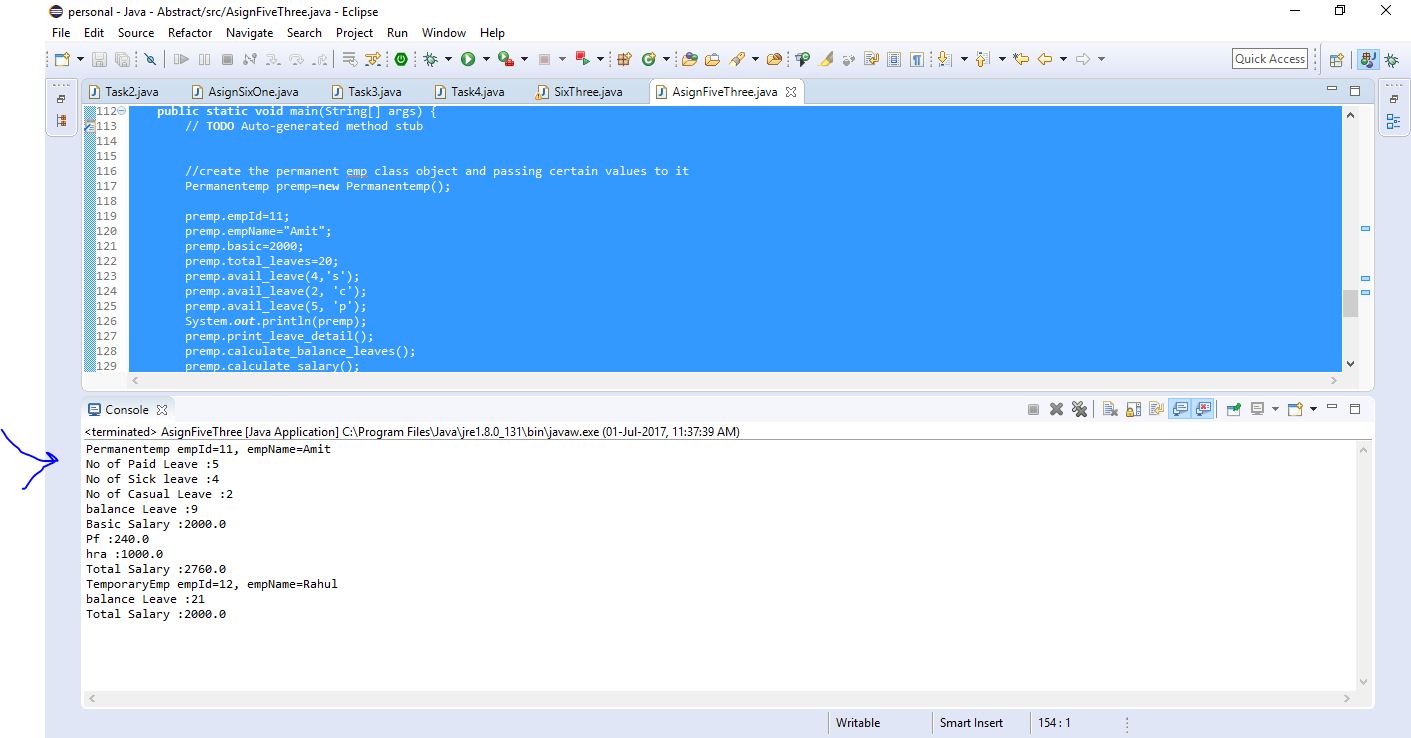 personal - Java - Abstract/src/AsignFiveThree.java - Eclipse
File Edit Source Refactor Navigate Search Project Run Window Help
Quick Access
Task2.java AsignSixOne.java Task3.java Task4.java SixThree.java AsignFiveThree.java
112 public static void main(String[] args) {
113 // TODO Auto-generated method stub
114
115
116 //create the permanent emp class object and passing certain values to it
117 Permanentemp premp=new Permanentemp();
118
119 premp.empId=11;
120 premp.empName="Amit";
121 premp.basic=2000;
122 premp.total_leaves=20;
123 premp.avail_leave(4,'s');
124 premp.avail_leave(2, 'c');
125 premp.avail_leave(5, 'p');
126 System.out.println(premp);
127 premp.print_leave_detail();
128 premp.calculate_balance_leaves();
129 premp.calculate_salary();
Console
<terminated> AsignFiveThree [Java Application] C:\Program Files\Java\jre1.8.0_131\bin\javaw.exe (01-Jul-2017, 11:37:39 AM)
Permanentemp empId=11, empName=Amit
No of Paid Leave :5
No of Sick leave :4
No of Casual Leave :2
balance Leave :9
Basic Salary :2000.0
Pf :240.0
hra :1000.0
Total Salary :2760.0
TemporaryEmp empId=12, empName=Rahul
balance Leave :21
Total Salary :2000.0
Writable Smart Insert 154 : 1